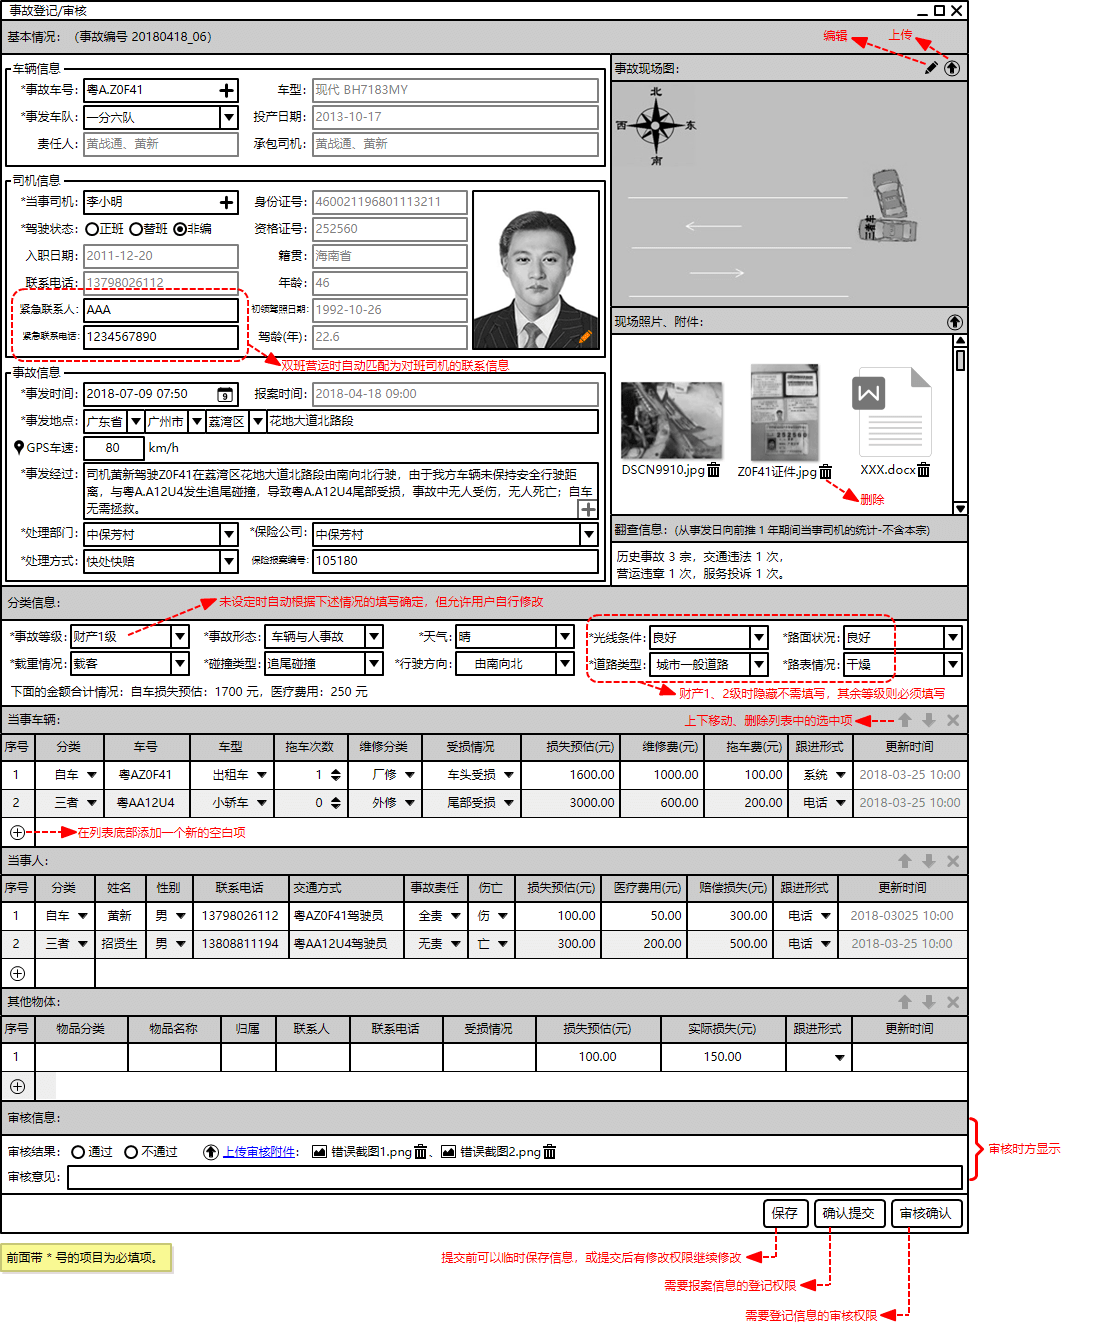 事故登记/审核
基本情况：（事故编号 20180418_06）
编辑
上传
车辆信息
*事故车号： 粤A.Z0F41 车型： 现代 BH7183MY
*事发车队： 一分六队 投产日期： 2013-10-17
责任人： 黄战通、黄新 承包司机： 黄战通、黄新
司机信息
*当事司机： 李小明 身份证号： 460021196801113211
*驾驶状态： 正班 替班 非编 资格证号： 252560
入职日期： 2011-12-20 籍贯： 海南省
联系电话： 13798026112 年龄： 46
紧急联系人： AAA 初领驾照日期： 1992-10-26
紧急联系电话： 1234567890 驾龄(年)： 22.6
双班营运时自动匹配为对班司机的联系信息
事故信息
*事发时间： 2018-07-09 07:50 9 报案时间： 2018-04-18 09:00
*事发地点： 广东省 广州市 荔湾区 花地大道北路段
GPS车速： 80 km/h
*事发经过： 司机黄新驾驶Z0F41在荔湾区花地大道北路段由南向北行驶，由于我方车辆未保持安全行驶距
离，与粤A.A12U4发生追尾碰撞，导致粤A.A12U4尾部受损，事故中无人受伤，无人死亡；自车
无需拯救。
*处理部门： 中保芳村 *保险公司： 中保芳村
*处理方式： 快处快赔 保险报案编号： 105180
事故现场图：
北
西 东
南
三者车
现场照片、附件：
W
DSCN9910.jpg Z0F41证件.jpg XXX.docx
删除
翻查信息：(从事发日向前推 1 年期间当事司机的统计-不含本宗)
历史事故 3 宗，交通违法 1 次，
营运违章 1 次，服务投诉 1 次。
分类信息：
未设定时自动根据下述情况的填写确定，但允许用户自行修改
*事故等级： 财产1级 *事故形态： 车辆与人事故 *天气： 晴 *光线条件： 良好 *路面状况： 良好
*载重情况： 载客 *碰撞类型： 追尾碰撞 *行驶方向： 由南向北 *道路类型： 城市一般道路 *路表情况： 干燥
下面的金额合计情况：自车损失预估：1700 元，医疗费用：250 元
财产1、2级时隐藏不需填写，其余等级则必须填写
当事车辆：
上下移动、删除列表中的选中项
序号 分类 车号 车型 拖车次数 维修分类 受损情况 损失预估(元) 维修费(元) 拖车费(元) 跟进形式 更新时间
1 自车 粤AZ0F41 出租车 1 厂修 车头受损 1600.00 1000.00 100.00 系统 2018-03-25 10:00
2 三者 粤AA12U4 小轿车 0 外修 尾部受损 3000.00 600.00 200.00 电话 2018-03-25 10:00
在列表底部添加一个新的空白项
当事人：
序号 分类 姓名 性别 联系电话 交通方式 事故责任 伤亡 损失预估(元) 医疗费用(元) 赔偿损失(元) 跟进形式 更新时间
1 自车 黄新 男 13798026112 粤AZ0F41驾驶员 全责 伤 100.00 50.00 300.00 电话 2018-03025 10:00
2 三者 招贤生 男 13808811194 粤AA12U4驾驶员 无责 亡 300.00 200.00 500.00 电话 2018-03-25 10:00
其他物体：
序号 物品分类 物品名称 归属 联系人 联系电话 受损情况 损失预估(元) 实际损失(元) 跟进形式 更新时间
1 100.00 150.00
审核信息：
审核结果： 通过 不通过 上传审核附件： 错误截图1.png 、 错误截图2.png
审核意见：
审核时方显示
保存 确认提交 审核确认
前面带 * 号的项目为必填项。
提交前可以临时保存信息，或提交后有修改权限继续修改
需要报案信息的登记权限
需要登记信息的审核权限